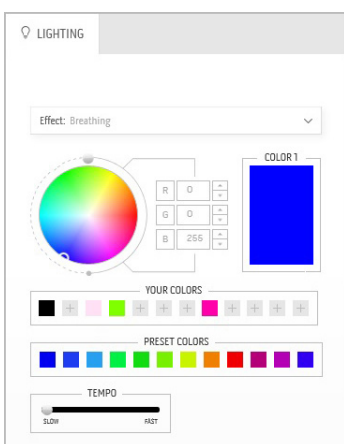 LIGHTING
Effect: Breathing
COLOR 1
R 0
G 0
B 255
YOUR COLORS
PRESET COLORS
TEMPO
SLOW FAST